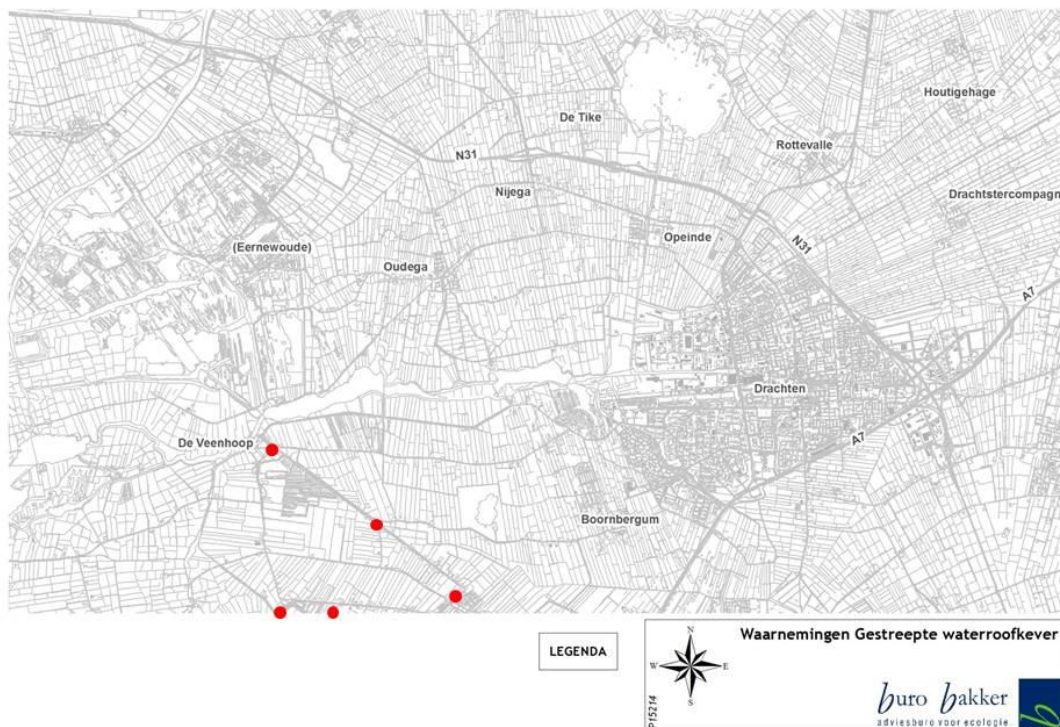 Houtigehage
De Tike
Rottevalle
N31
Nijega
Drachtstercompagn
Opeinde
N31
(Eernewoude)
Oudega
A7
Drachten
De Veenhoop
A7
Boornbergum
LEGENDA
Waarnemingen Gestreepte waterroofkever
N
W
E
S
P15214
buro bakker
adviesburo voor ecologie